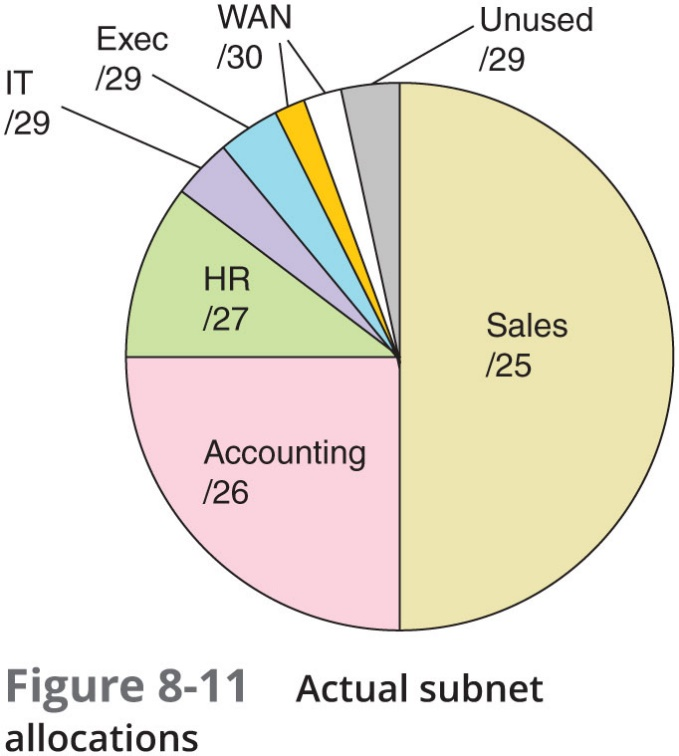 WAN
/30
Unused
/29
Exec
/29
IT
/29
HR
/27
Sales
/25
Accounting
/26
Figure 8-11 Actual subnet
allocations